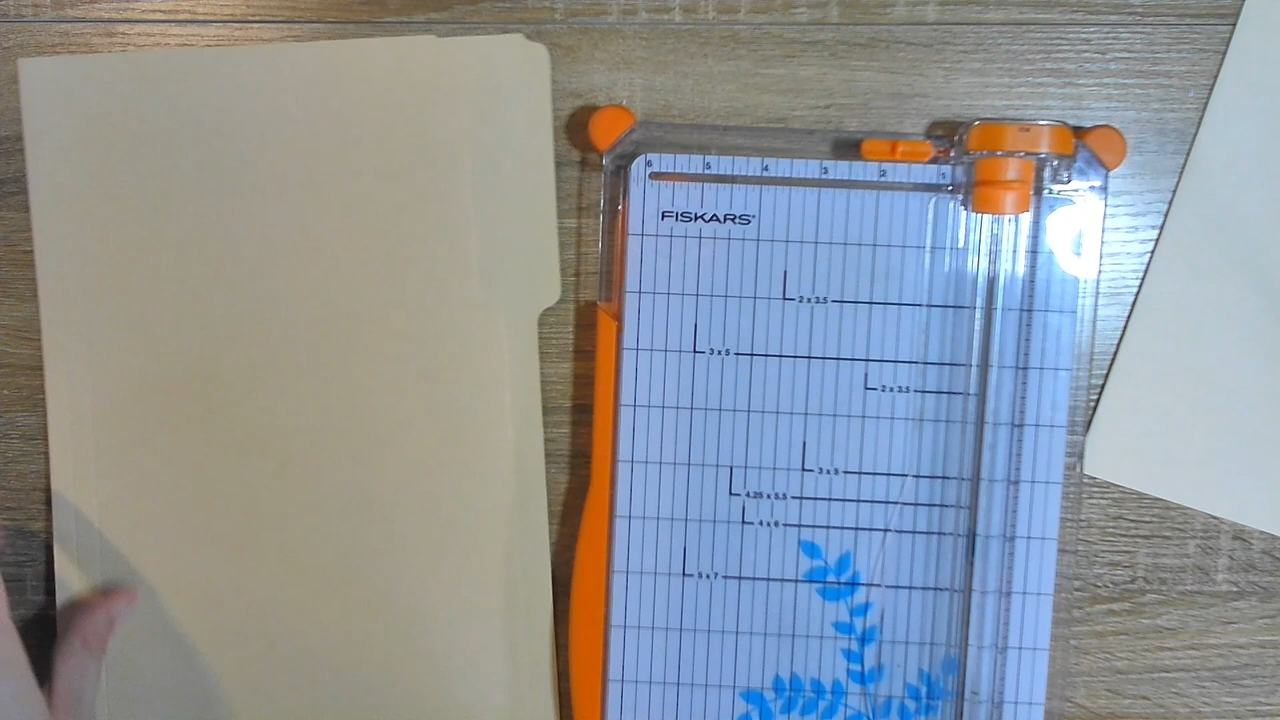 6 5 4 3 2 1
FISKARS®
2 x 3.5
3 x 5
2 x 3.5
3 x 5
4.25 x 5.5
4 x 6
5 x 7